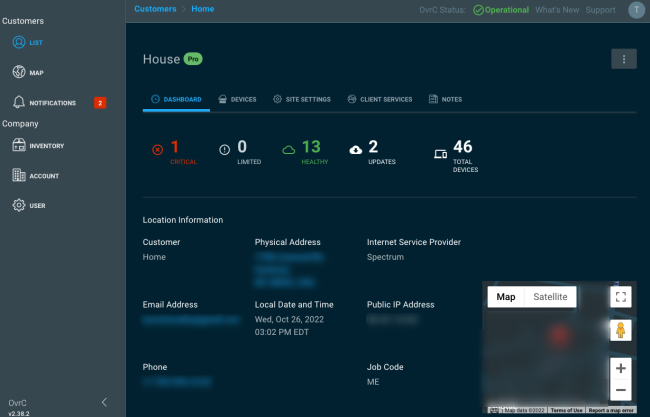 Customers > Home
OvrC Status: Operational What's New Support T
Customers
LIST
MAP
NOTIFICATIONS 2
Company
INVENTORY
ACCOUNT
USER
OvrC
v2.38.2
House Pro
DASHBOARD DEVICES SITE SETTINGS CLIENT SERVICES NOTES
1 0 13 2 46
CRITICAL LIMITED HEALTHY UPDATES TOTAL
DEVICES
Location Information
Customer Physical Address Internet Service Provider
Home Spectrum
Email Address Local Date and Time Public IP Address
Wed, Oct 26, 2022
03:02 PM EDT
Phone Job Code
ME
Map Satellite
+
−
Map data ©2022 Terms of Use Report a map error